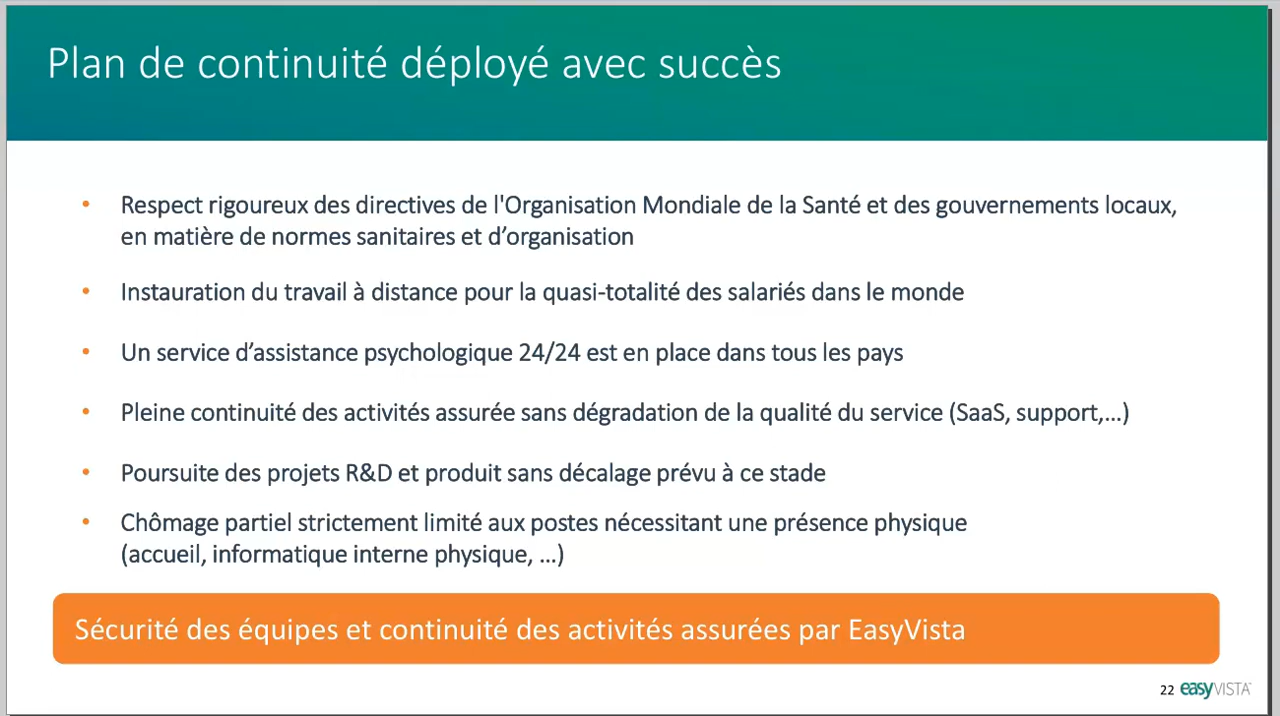 Plan de continuité déployé avec succès
• Respect rigoureux des directives de l'Organisation Mondiale de la Santé et des gouvernements locaux,
en matière de normes sanitaires et d’organisation
• Instauration du travail à distance pour la quasi-totalité des salariés dans le monde
• Un service d’assistance psychologique 24/24 est en place dans tous les pays
• Pleine continuité des activités assurée sans dégradation de la qualité du service (SaaS, support,...)
• Poursuite des projets R&D et produit sans décalage prévu à ce stade
• Chômage partiel strictement limité aux postes nécessitant une présence physique
(accueil, informatique interne physique, ...)
Sécurité des équipes et continuité des activités assurées par EasyVista
22 easyVISTA